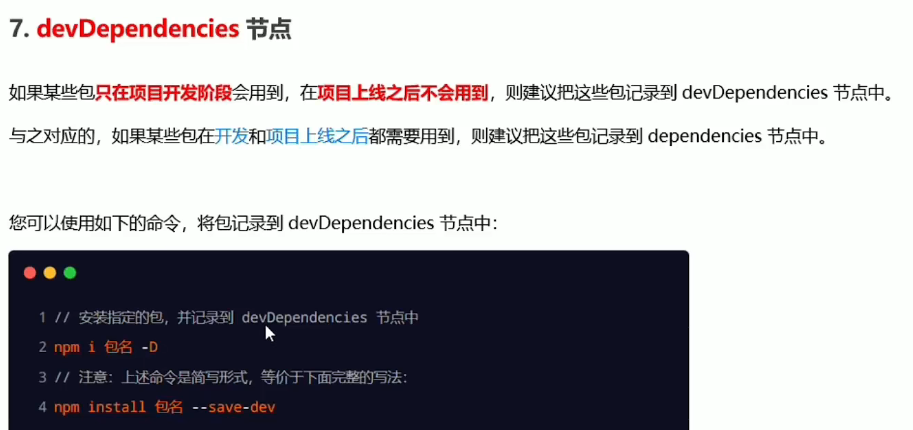 7. devDependencies 节点
如果某些包只在项目开发阶段会用到，在项目上线之后不会用到，则建议把这些包记录到 devDependencies 节点中。
与之对应的，如果某些包在开发和项目上线之后都需要用到，则建议把这些包记录到 dependencies 节点中。
您可以使用如下的命令，将包记录到 devDependencies 节点中：
1 // 安装指定的包，并记录到 devDependencies 节点中
2 npm i 包名 -D
3 // 注意：上述命令是简写形式，等价于下面完整的写法：
4 npm install 包名 --save-dev